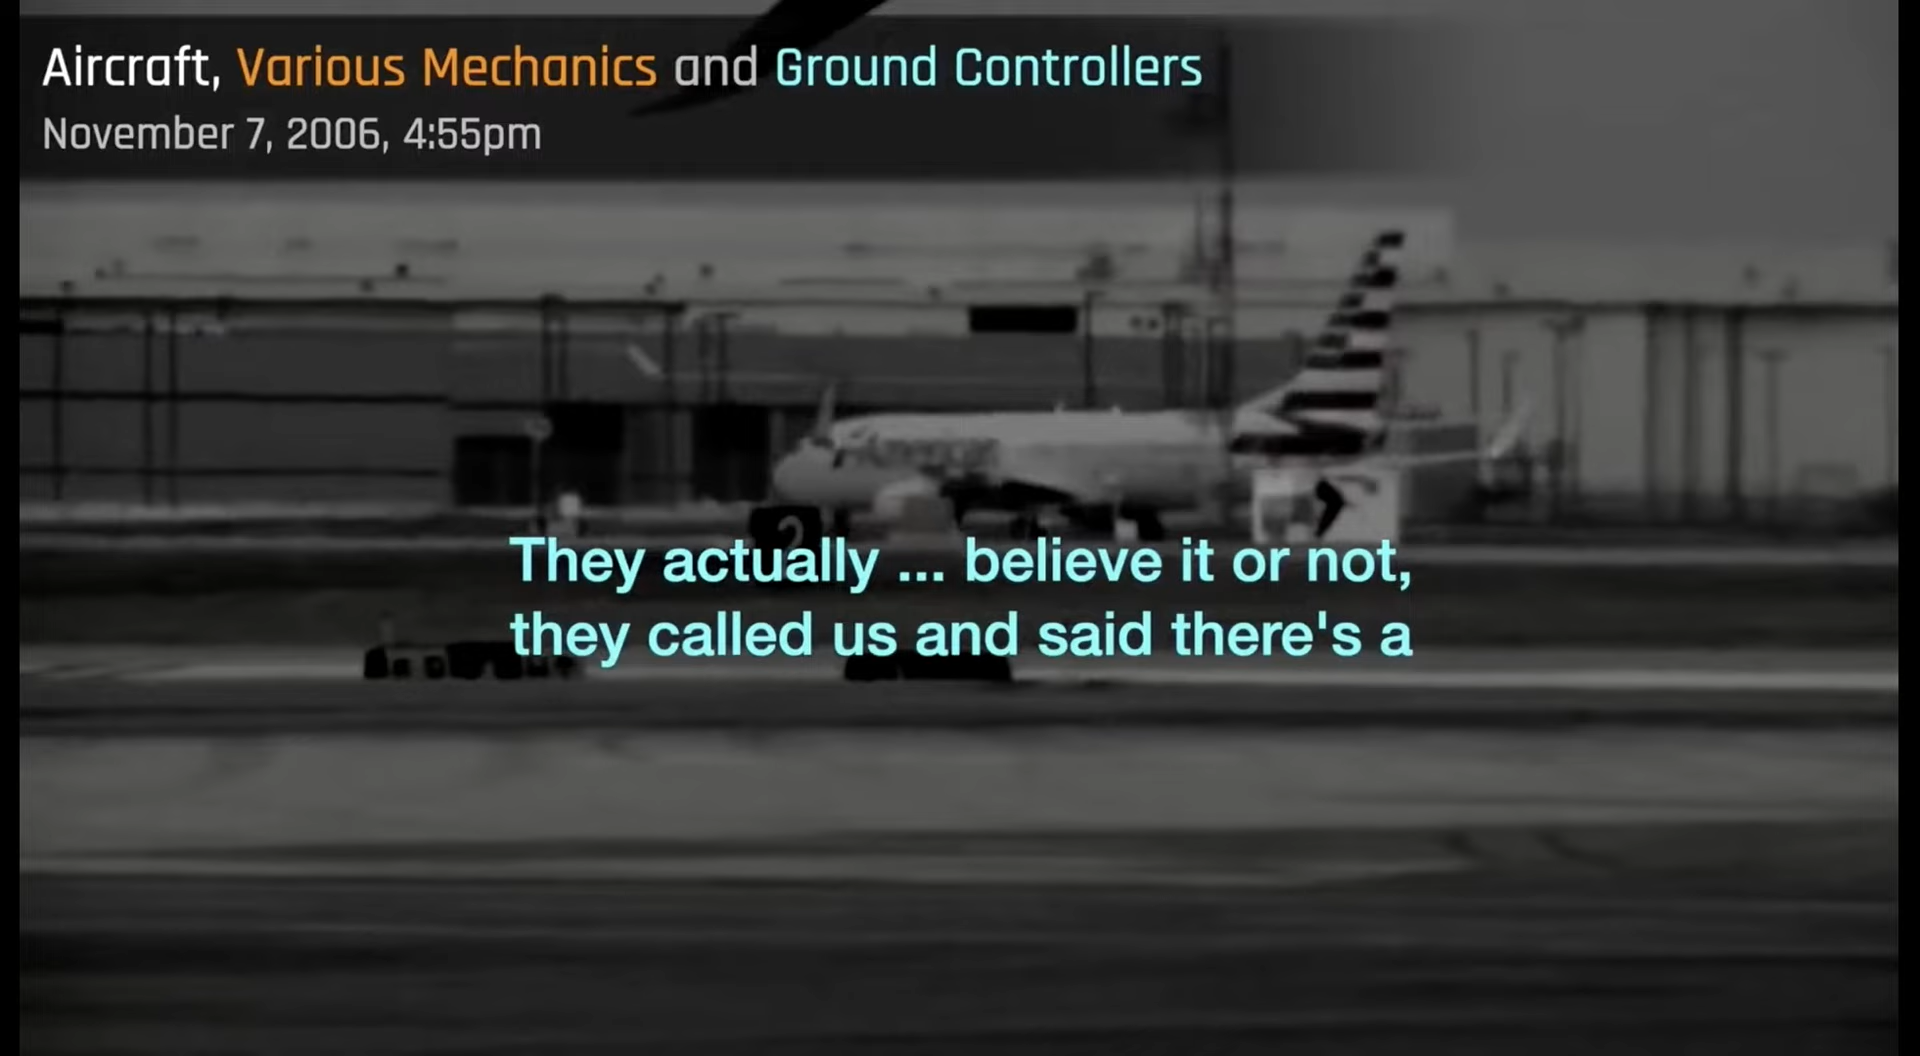 Aircraft, Various Mechanics and Ground Controllers
November 7, 2006, 4:55pm
2
They actually ... believe it or not,
they called us and said there's a